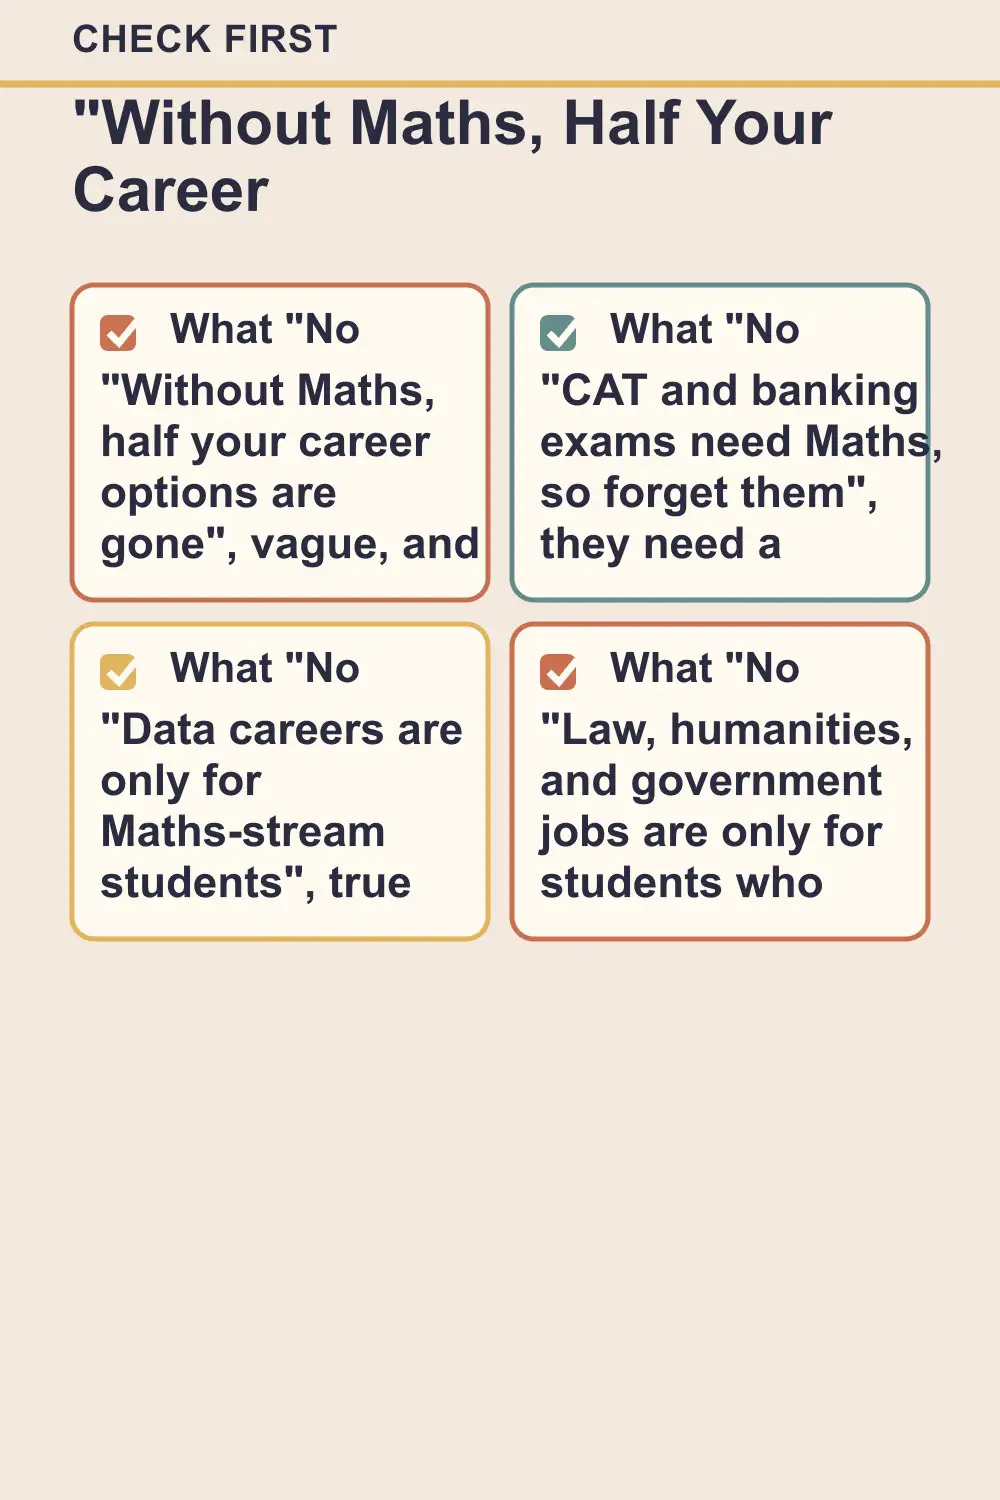 CHECK FIRST
"Without Maths, Half Your
Career
What "No
"Without Maths,
half your career
options are
gone", vague, and
What "No
"CAT and banking
exams need Maths,
so forget them",
they need a
What "No
"Data careers are
only for
Maths-stream
students", true
What "No
"Law, humanities,
and government
jobs are only for
students who